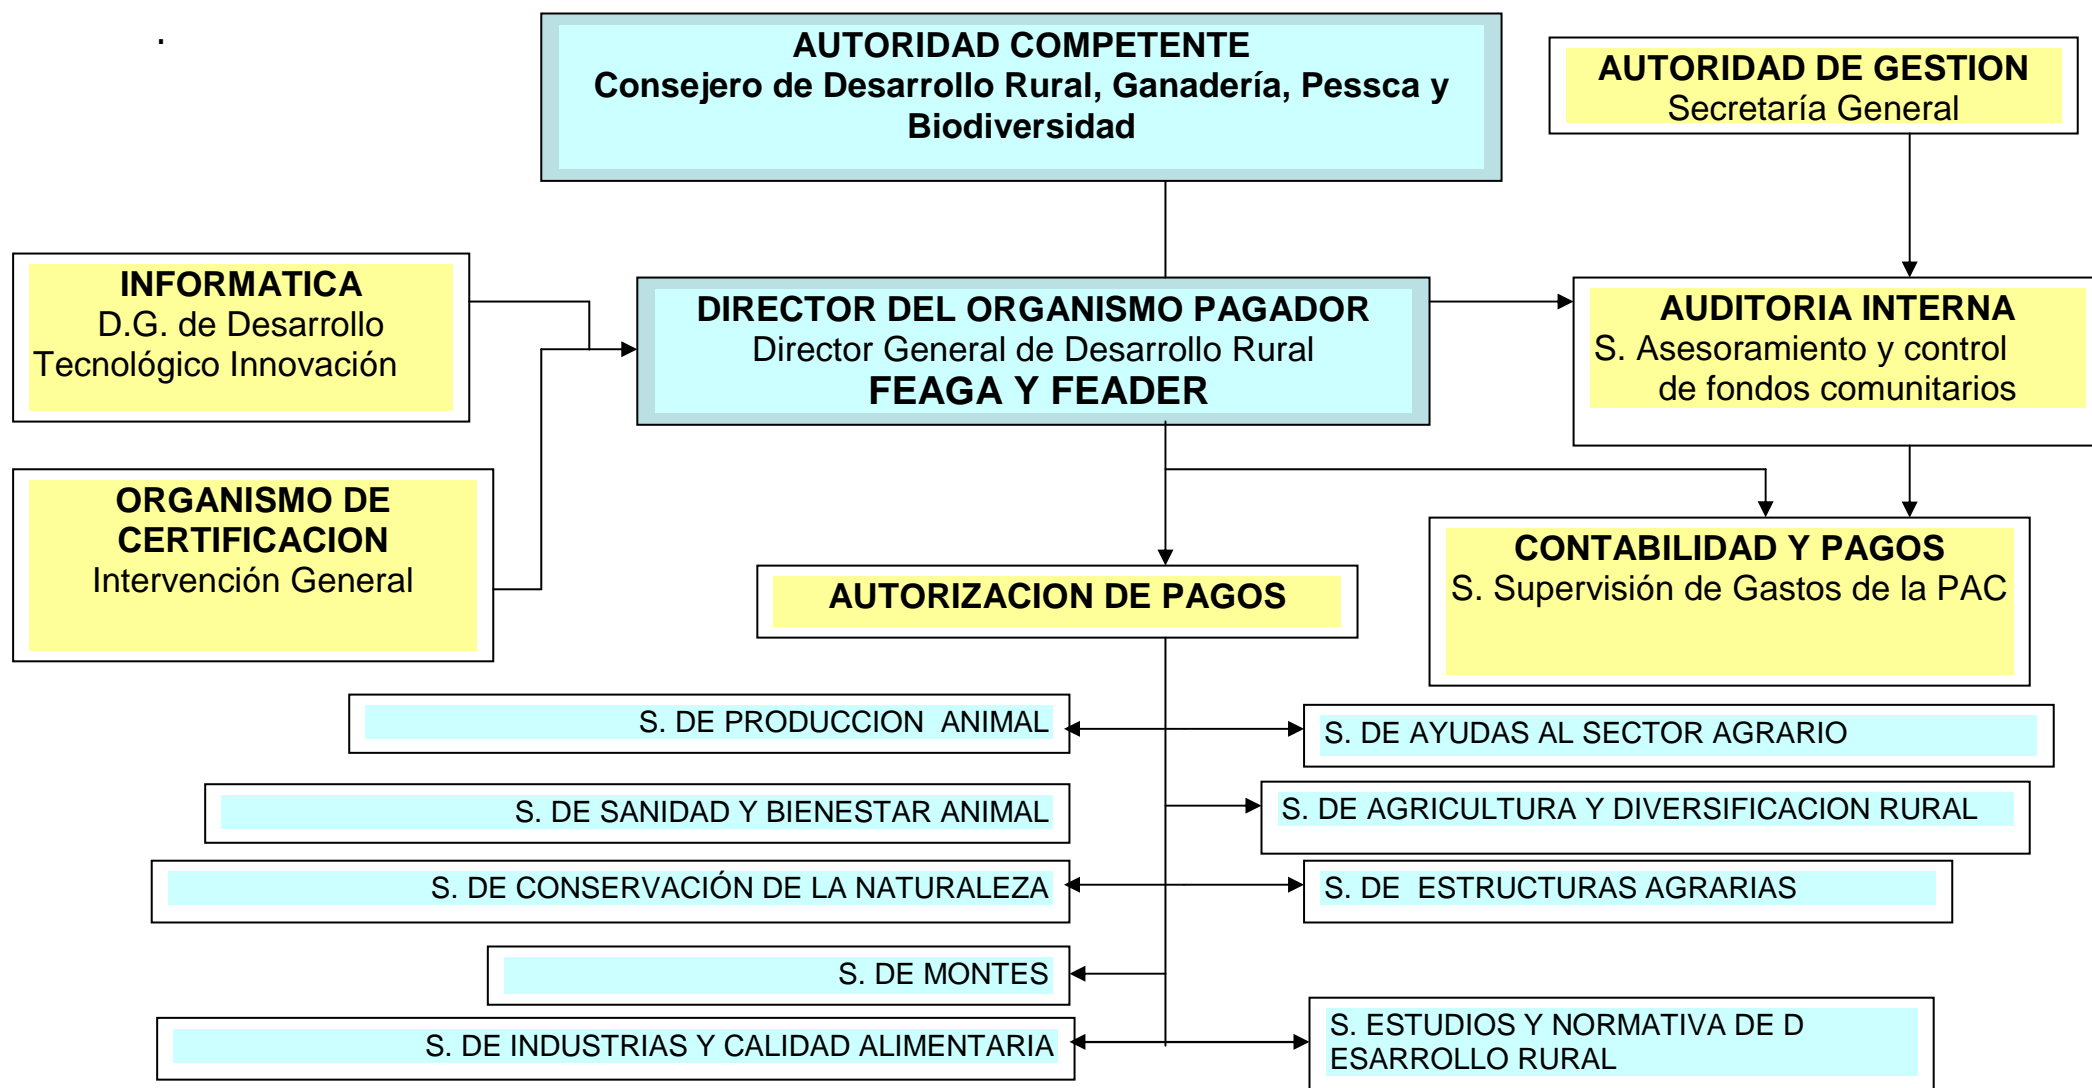 .
AUTORIDAD COMPETENTE
Consejero de Desarrollo Rural, Ganadería, Pessca y
Biodiversidad
AUTORIDAD DE GESTION
Secretaría General
INFORMATICA
D.G. de Desarrollo
Tecnológico Innovación
DIRECTOR DEL ORGANISMO PAGADOR
Director General de Desarrollo Rural
FEAGA Y FEADER
AUDITORIA INTERNA
S. Asesoramiento y control
de fondos comunitarios
ORGANISMO DE
CERTIFICACION
Intervención General
AUTORIZACION DE PAGOS
CONTABILIDAD Y PAGOS
S. Supervisión de Gastos de la PAC
S. DE PRODUCCION  ANIMAL
S. DE AYUDAS AL SECTOR AGRARIO
S. DE SANIDAD Y BIENESTAR ANIMAL
S. DE AGRICULTURA Y DIVERSIFICACION RURAL
S. DE CONSERVACIÓN DE LA NATURALEZA
S. DE  ESTRUCTURAS AGRARIAS
S. DE MONTES
S. DE INDUSTRIAS Y CALIDAD ALIMENTARIA
S. ESTUDIOS Y NORMATIVA DE D
ESARROLLO RURAL